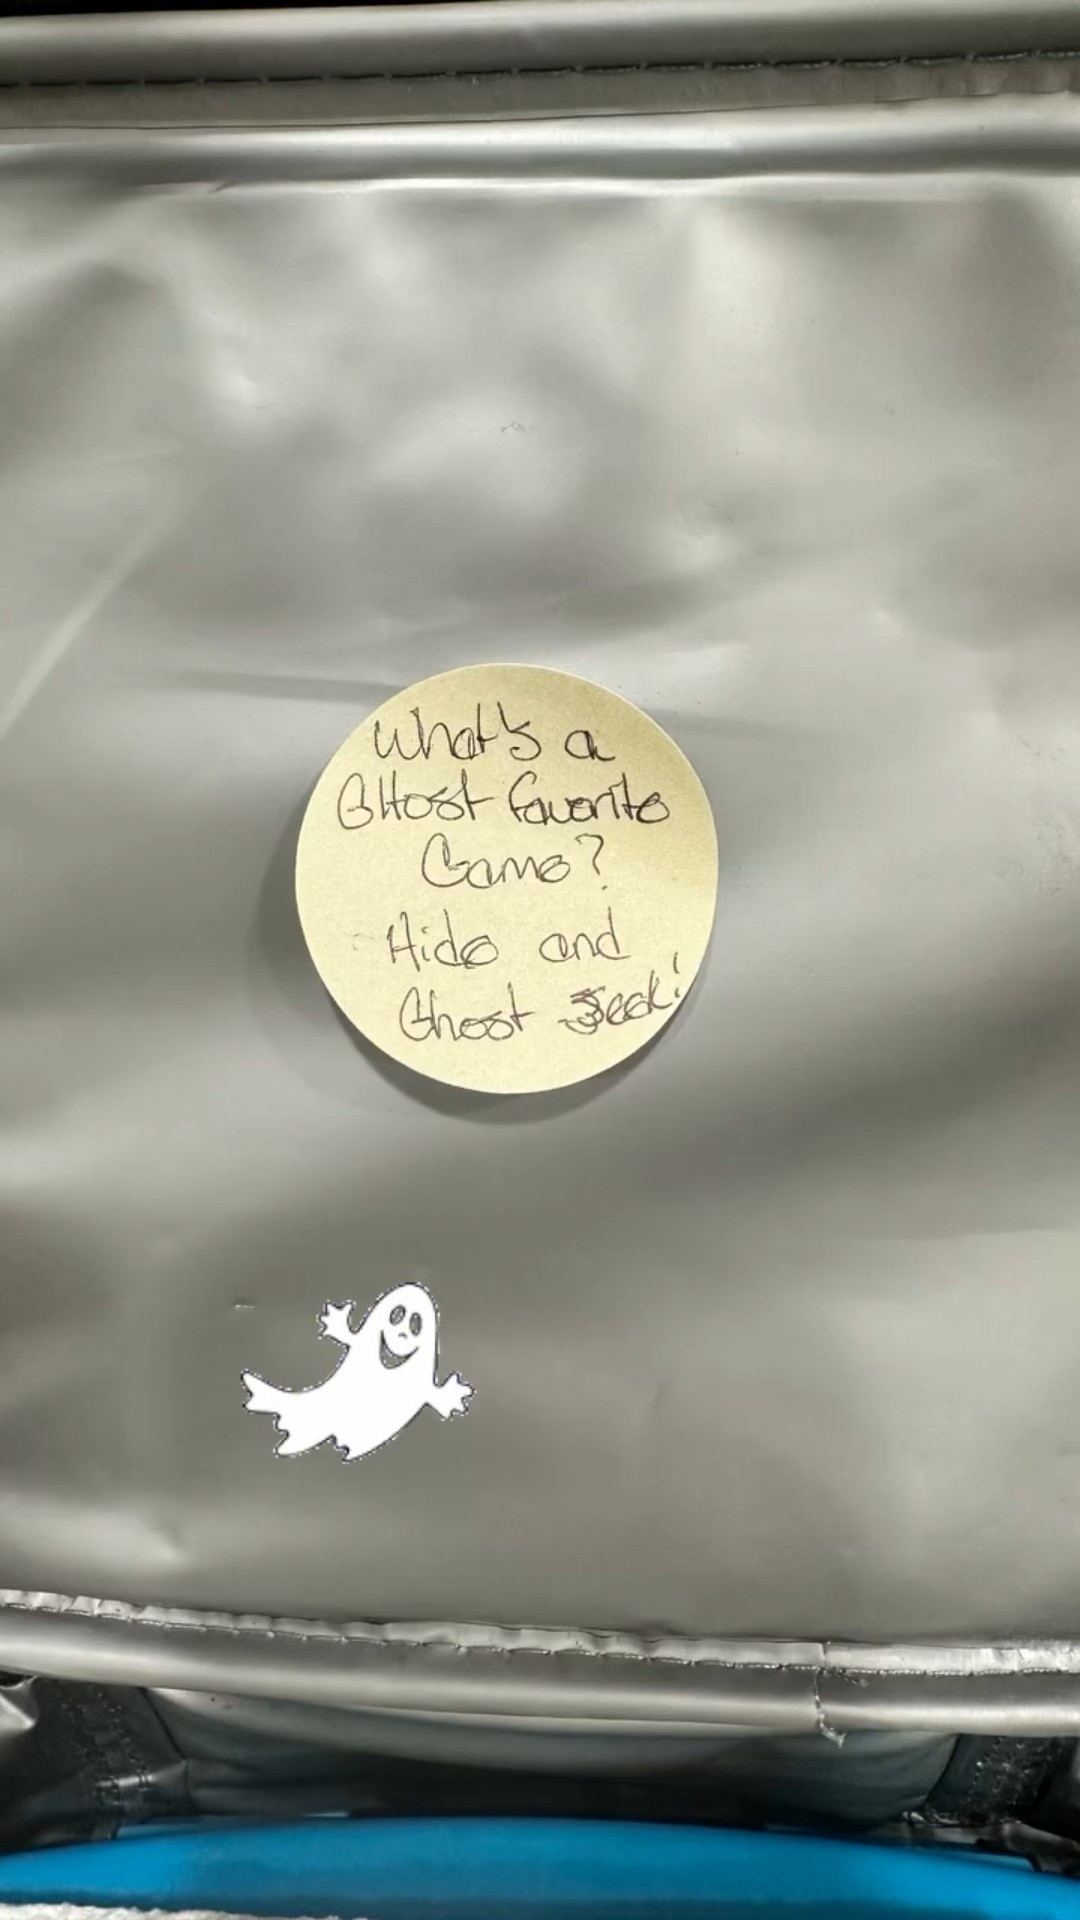 What's a
GHost favorite
Game?
Hide and
Ghost Seek!